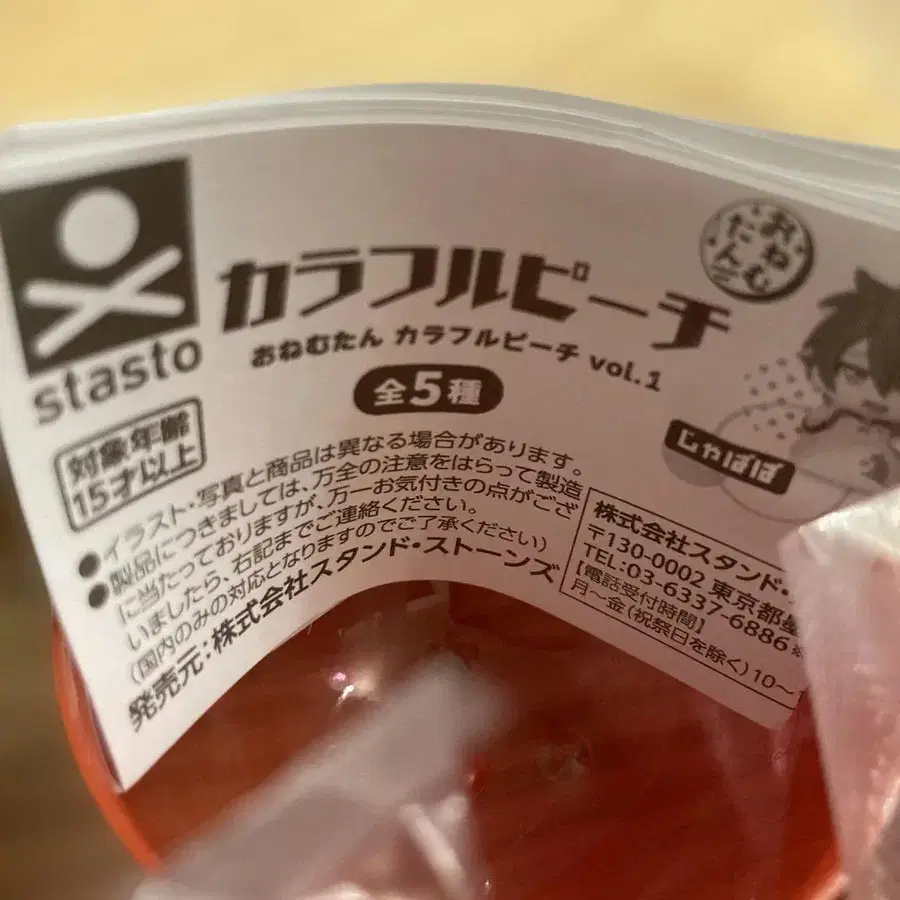 stasto
カラフルピーチ
おねむたん
おねむたん カラフルピーチ vol.1
全5種
じゃぱぱ
対象年齢
15才以上
●イラスト・写真と商品は異なる場合があります。
●製品につきましては、万全の注意をはらって製造
に当たっておりますが、万一お気付きの点がござ
いましたら、右記までご連絡ください。
(国内のみの対応となりますのでご了承ください)
発売元:株式会社スタンド・ストーンズ
株式会社スタンド・
〒130-0002 東京都墨
TEL:03-6337-6886 ※
【電話受付時間】
月～金(祝祭日を除く)10～